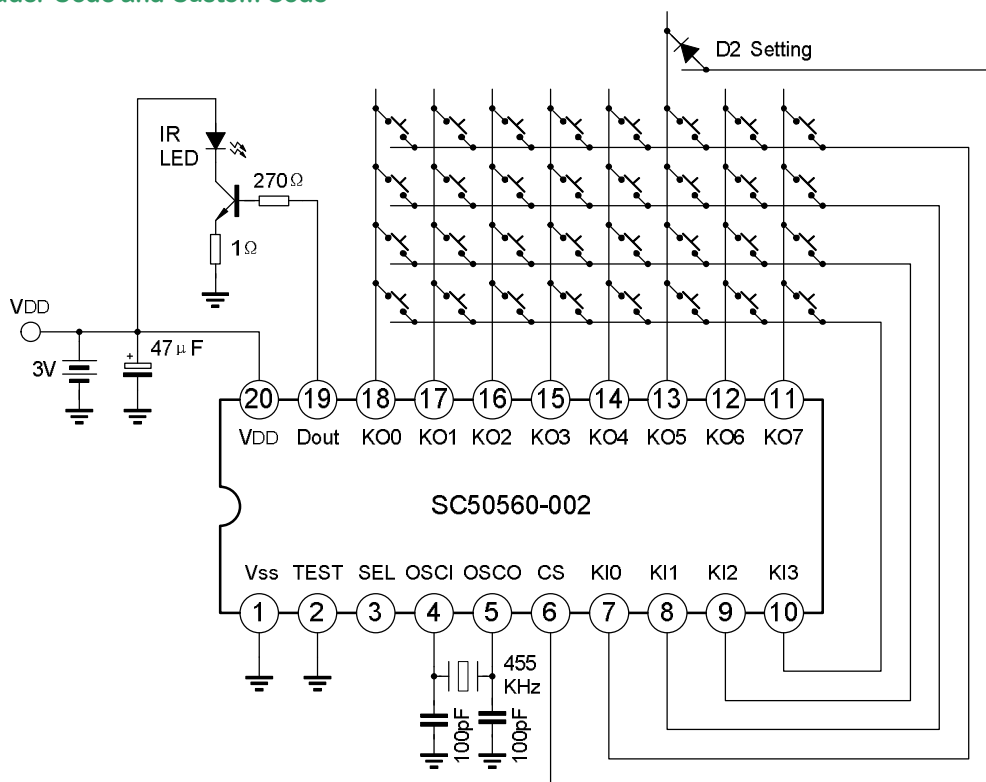 D2 Setting
IR
LED
270Ω
1Ω
VDD
47μF
3V
+
20 19 18 17 16 15 14 13 12 11
VDD Dout KO0 KO1 KO2 KO3 KO4 KO5 KO6 KO7
SC50560-002
Vss TEST SEL OSCI OSCO CS KI0 KI1 KI2 KI3
1 2 3 4 5 6 7 8 9 10
455
KHz
100pF
100pF